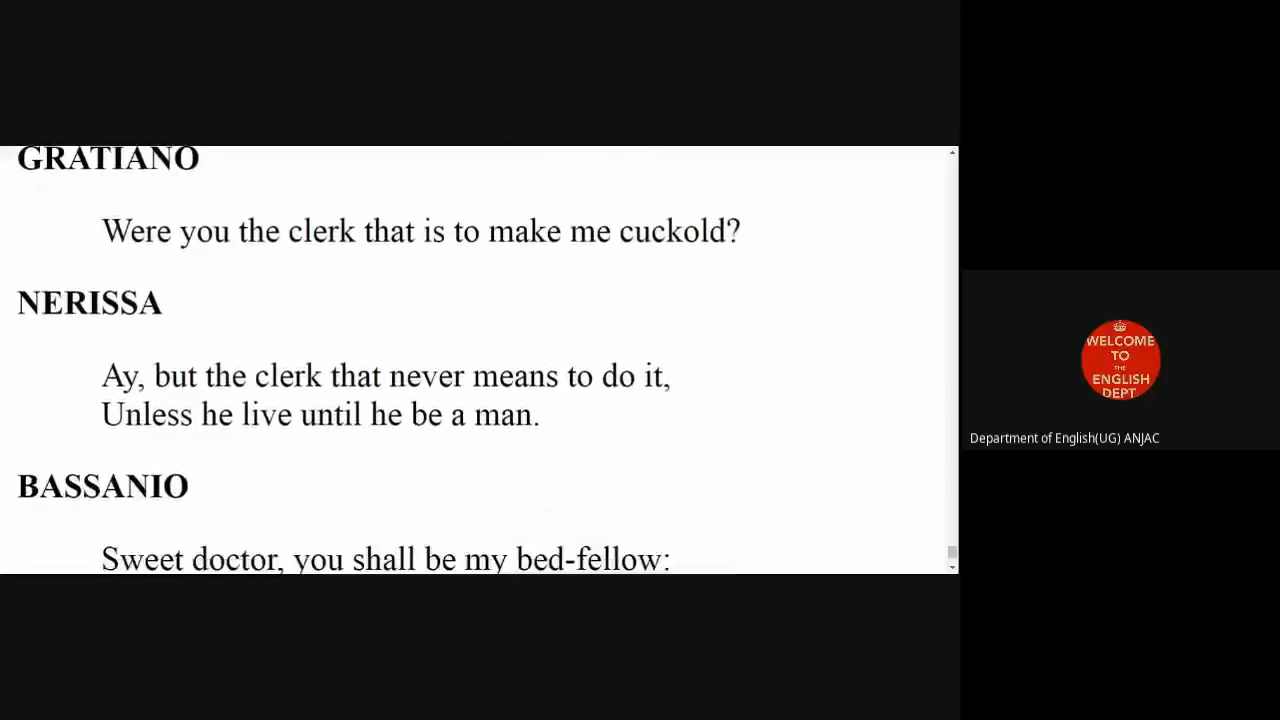 GRATIANO
Were you the clerk that is to make me cuckold?
NERISSA
Ay, but the clerk that never means to do it,
Unless he live until he be a man.
BASSANIO
Sweet doctor, you shall be my bed-fellow:
WELCOME
TO
THE
ENGLISH
DEPT.
Department of English(UG) ANJAC